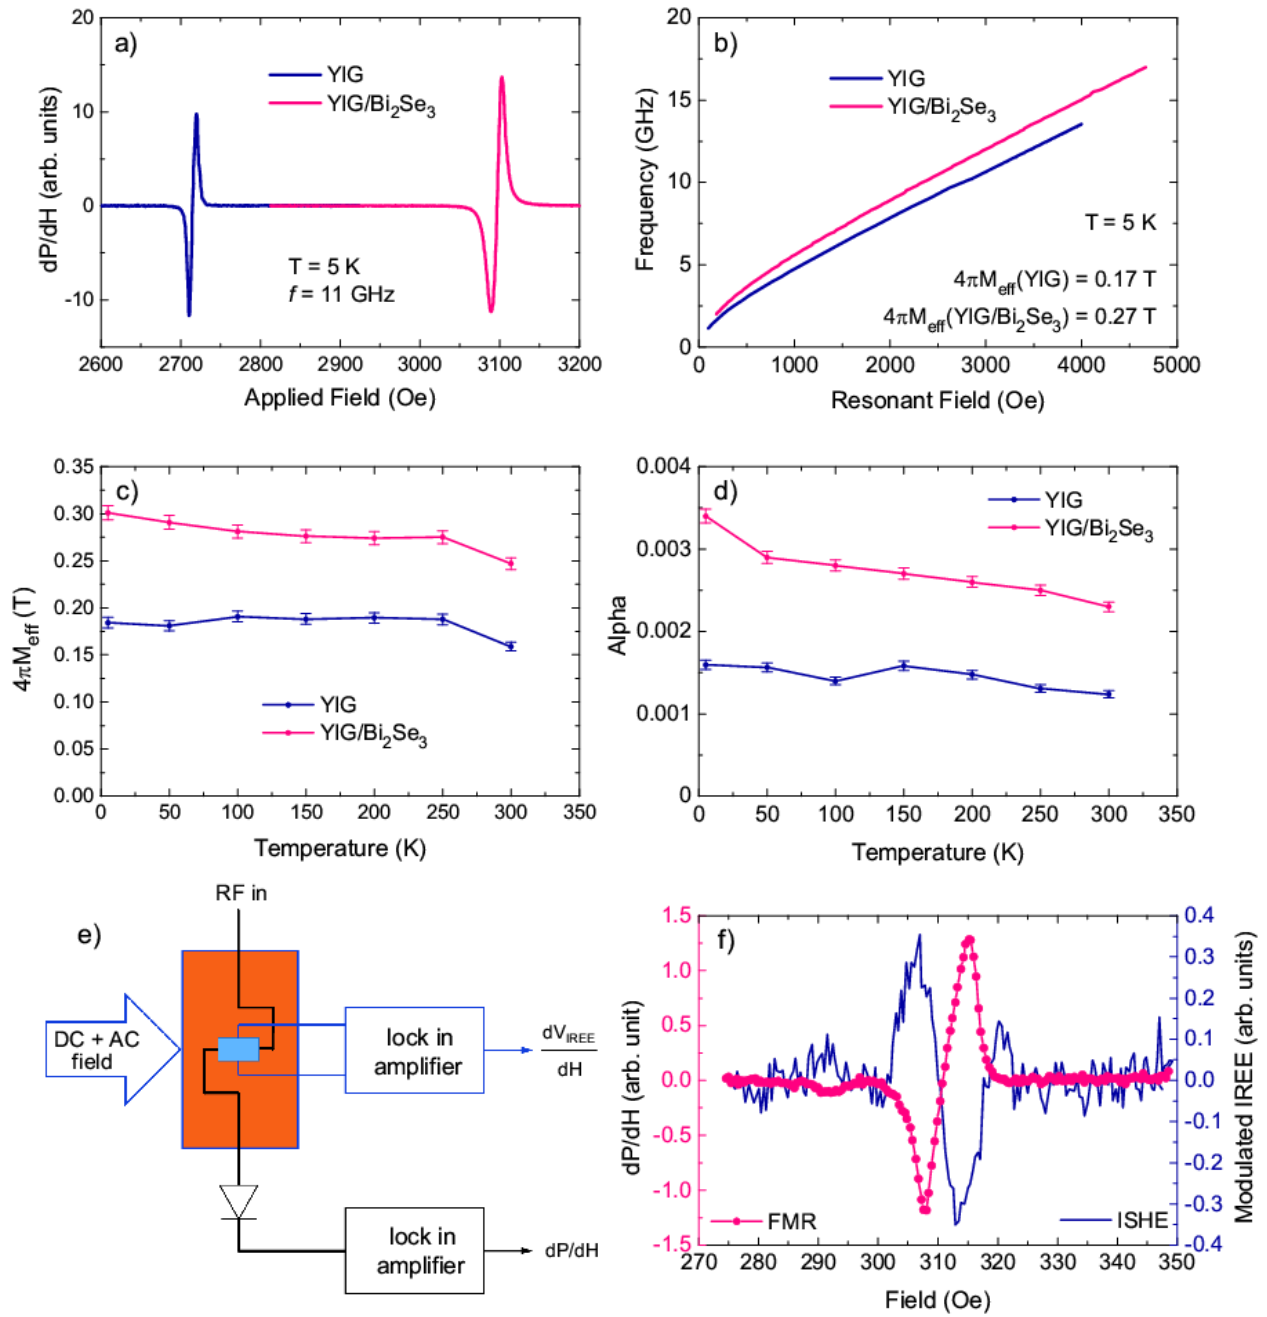 a)
YIG
YIG/Bi2Se3
T = 5 K
f = 11 GHz
20
10
0
-10
2600 2700 2800 2900 3000 3100 3200
dP/dH (arb. units)
Applied Field (Oe)
b)
YIG
YIG/Bi2Se3
T = 5 K
4πMeff(YIG) = 0.17 T
4πMeff(YIG/Bi2Se3) = 0.27 T
20
15
10
5
0
0 1000 2000 3000 4000 5000
Frequency (GHz)
Resonant Field (Oe)
c)
YIG
YIG/Bi2Se3
0.35
0.30
0.25
0.20
0.15
0.10
0.05
0.00
0 50 100 150 200 250 300 350
4πMeff (T)
Temperature (K)
d)
YIG
YIG/Bi2Se3
0.004
0.003
0.002
0.001
0
0 50 100 150 200 250 300 350
Alpha
Temperature (K)
e)
RF in
DC + AC
field
lock in
amplifier
dVIREE
dH
lock in
amplifier
dP/dH
f)
FMR
ISHE
1.5
1.0
0.5
0.0
-0.5
-1.0
-1.5
0.4
0.3
0.2
0.1
0.0
-0.1
-0.2
-0.3
-0.4
270 280 290 300 310 320 330 340 350
dP/dH (arb. unit)
Modulated IREE (arb. units)
Field (Oe)